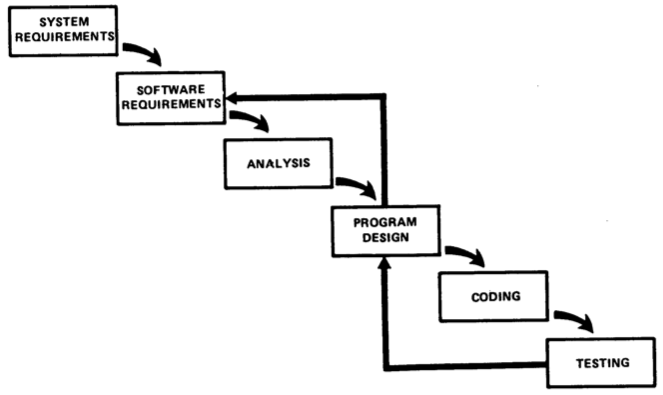 SYSTEM
REQUIREMENTS
SOFTWARE
REQUIREMENTS
ANALYSIS
PROGRAM
DESIGN
CODING
TESTING